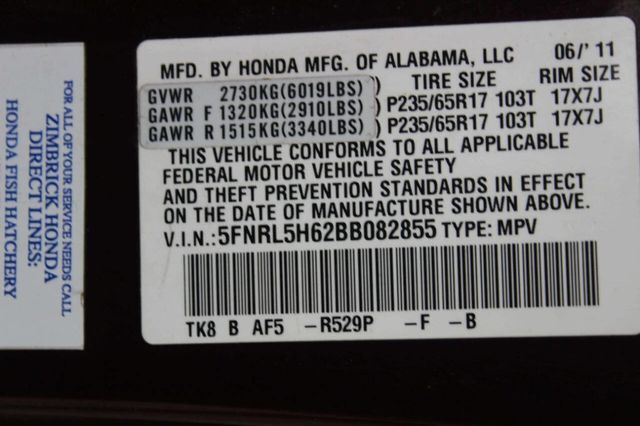 MFD. BY HONDA MFG. OF ALABAMA, LLC 06/' 11
TIRE SIZE RIM SIZE
GVWR 2730KG(6019LBS)
GAWR F 1320KG(2910LBS) P235/65R17 103T 17X7J
GAWR R 1515KG(3340LBS) P235/65R17 103T 17X7J
THIS VEHICLE CONFORMS TO ALL APPLICABLE
FEDERAL MOTOR VEHICLE SAFETY
AND THEFT PREVENTION STANDARDS IN EFFECT
ON THE DATE OF MANUFACTURE SHOWN ABOVE.
V.I.N.:5FNRL5H62BB082855 TYPE: MPV
TK8 B AF5 -R529P -F -B
FOR ALL OF YOUR SERVICE NEEDS CALL
ZIMBRICK HONDA
DIRECT LINES:
HONDA FISH HATCHERY